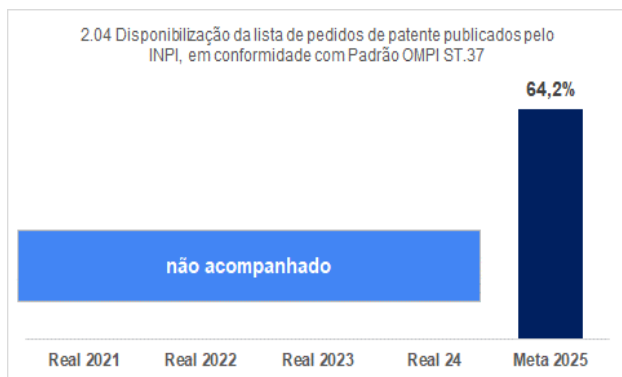 2.04 Disponibilização da lista de pedidos de patente publicados pelo
INPI, em conformidade com Padrão OMPI ST.37
64,2%
não acompanhado
Real 2021 Real 2022 Real 2023 Real 24 Meta 2025